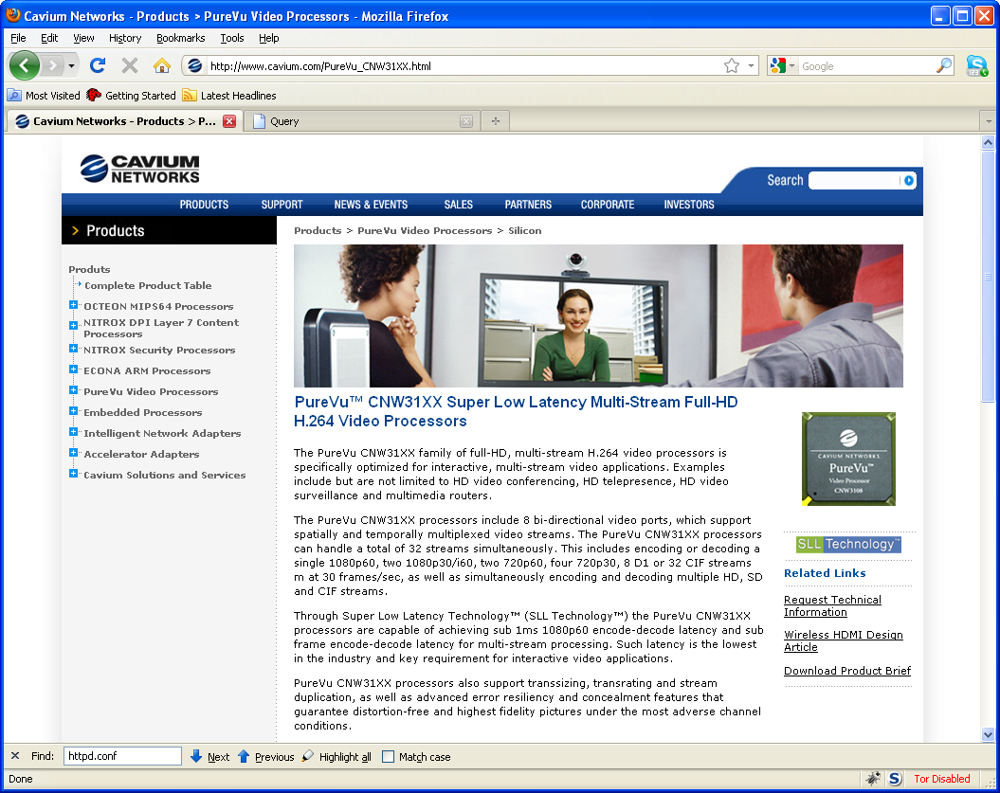 Cavium Networks - Products > PureVu Video Processors - Mozilla Firefox
File Edit View History Bookmarks Tools Help
http://www.cavium.com/PureVu_CNW31XX.html
Google
Most Visited Getting Started Latest Headlines
Cavium Networks - Products > P...
Query
CAVIUM
NETWORKS
Search
PRODUCTS SUPPORT NEWS & EVENTS SALES PARTNERS CORPORATE INVESTORS
> Products
Produts
Complete Product Table
OCTEON MIPS64 Processors
NITROX DPI Layer 7 Content
Processors
NITROX Security Processors
ECONA ARM Processors
PureVu Video Processors
Embedded Processors
Intelligent Network Adapters
Accelerator Adapters
Cavium Solutions and Services
Products > PureVu Video Processors > Silicon
PureVu™ CNW31XX Super Low Latency Multi-Stream Full-HD
H.264 Video Processors
The PureVu CNW31XX family of full-HD, multi-stream H.264 video processors is
specifically optimized for interactive, multi-stream video applications. Examples
include but are not limited to HD video conferencing, HD telepresence, HD video
surveillance and multimedia routers.
The PureVu CNW31XX processors include 8 bi-directional video ports, which support
spatially and temporally multiplexed video streams. The PureVu CNW31XX processors
can handle a total of 32 streams simultaneously. This includes encoding or decoding a
single 1080p60, two 1080p30/i60, two 720p60, four 720p30, 8 D1 or 32 CIF streams
m at 30 frames/sec, as well as simultaneously encoding and decoding multiple HD, SD
and CIF streams.
Through Super Low Latency Technology™ (SLL Technology™) the PureVu CNW31XX
processors are capable of achieving sub 1ms 1080p60 encode-decode latency and sub
frame encode-decode latency for multi-stream processing. Such latency is the lowest
in the industry and key requirement for interactive video applications.
PureVu CNW31XX processors also support transsizing, transrating and stream
duplication, as well as advanced error resiliency and concealment features that
guarantee distortion-free and highest fidelity pictures under the most adverse channel
conditions.
CAVIUM NETWORKS
PureVu™
Video Processor
CNW3108
SLL Technology™
Related Links
Request Technical
Information
Wireless HDMI Design
Article
Download Product Brief
Find: httpd.conf Next Previous Highlight all Match case
Done
S
Tor Disabled